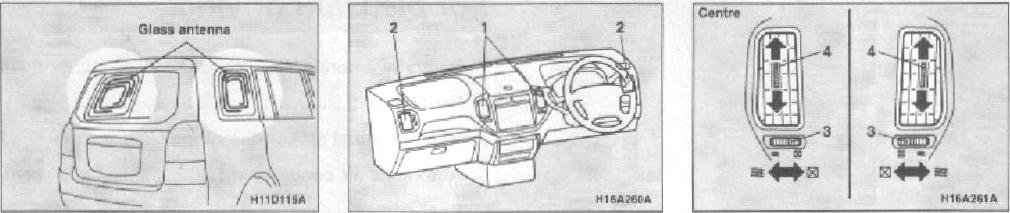 Glass antenna
H11D115A
2
1
2
H16A260A
Centre
4
4
3
3
H16A261A